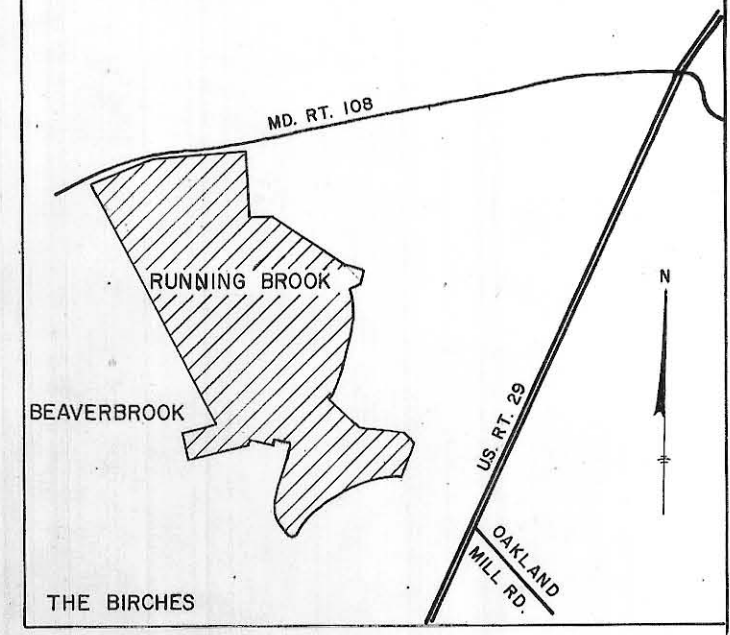 MD. RT. 108
RUNNING BROOK
N
BEAVERBROOK
US. RT. 29
OAKLAND
MILL RD.
THE BIRCHES